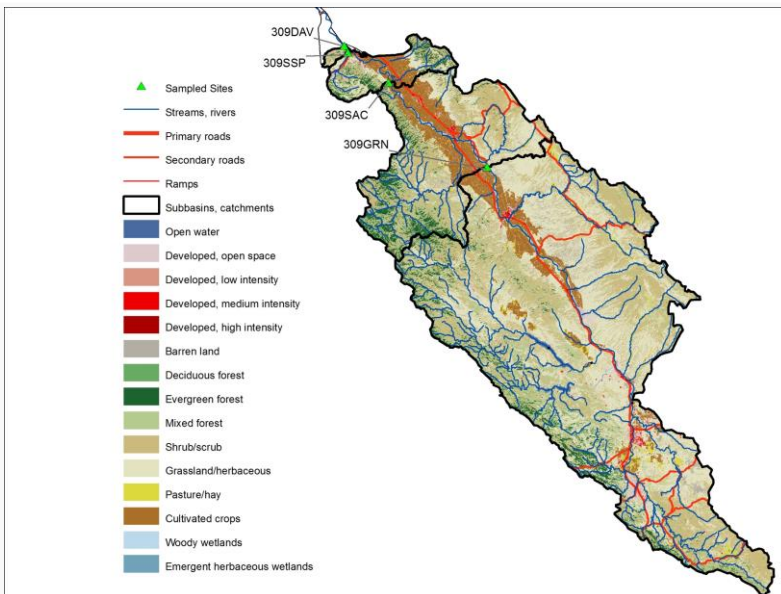 309DAV
309SSP
309SAC
309GRN
Sampled Sites
Streams, rivers
Primary roads
Secondary roads
Ramps
Subbasins, catchments
Open water
Developed, open space
Developed, low intensity
Developed, medium intensity
Developed, high intensity
Barren land
Deciduous forest
Evergreen forest
Mixed forest
Shrub/scrub
Grassland/herbaceous
Pasture/hay
Cultivated crops
Woody wetlands
Emergent herbaceous wetlands